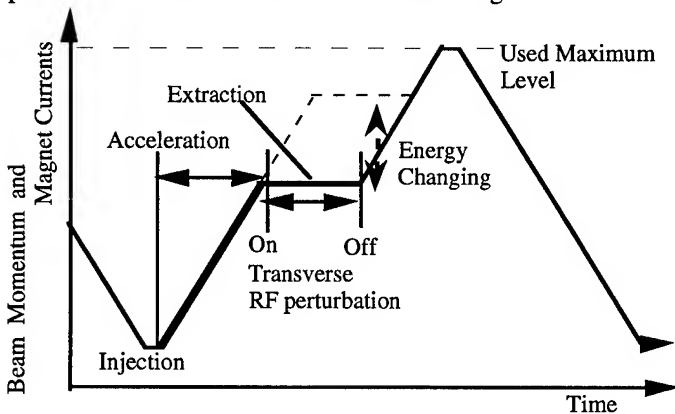 Used Maximum
Level
Extraction
Acceleration
Energy
Changing
On
Off
Transverse
RF perturbation
Injection
Time
Beam Momentum and
Magnet Currents